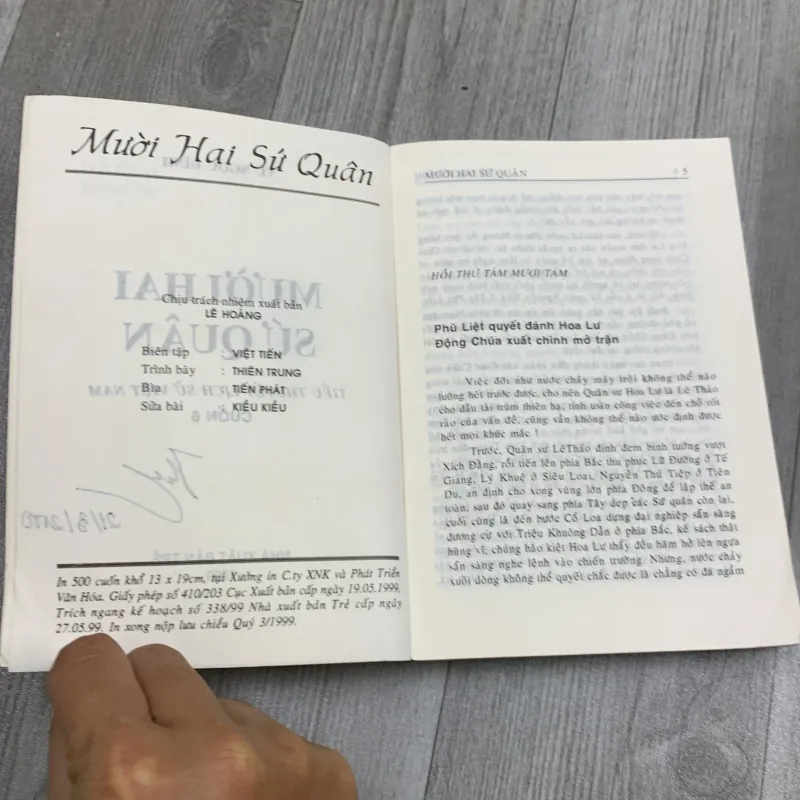 Mười Hai Sứ Quân
Chịu trách nhiệm xuất bản
LÊ HOÀNG
Biên tập : VIỆT TIẾN
Trình bày : THIÊN TRUNG
Bìa : TIẾN PHÁT
Sửa bài : KIỀU KIỀU
21/3/2000
In 500 cuốn khổ 13 x 19cm, tại Xưởng in C.ty XNK và Phát Triển
Văn Hóa. Giấy phép số 410/203 Cục Xuất bản cấp ngày 19.05.1999.
Trích ngang kế hoạch số 338/99 Nhà xuất bản Trẻ cấp ngày
27.05.99. In xong nộp lưu chiểu Quý 3/1999.
MƯỜI HAI SỨ QUÂN 5
HỒI THỨ TÁM MƯƠI TÁM
Phù Liệt quyết đánh Hoa Lư
Động Chúa xuất chinh mở trận
Việc đời như nước chảy mây trôi không thể nào
lường hết trước được, cho nên Quân sư Hoa Lư là Lê Thảo
cho dầu tài trùm thiên hạ, tính toán công việc đến chỗ rốt
ráo của vấn đề, cũng vẫn không thể nào ước định được
hết mọi khúc mắc !
Trước, Quân sư LêThảo định đem binh tướng vượt
Xích Đằng, rồi tiến lên phía Bắc thu phục Lữ Đường ở Tế
Giang, Lý Khuê ở Siêu Loại, Nguyễn Thủ Tiệp ở Tiên
Du, an định cho xong vùng lớn phía Đông để lập thế an
toàn, sau đó quay sang phía Tây dẹp các Sứ quân còn lại,
cuối cùng là đến bước Cổ Loa dựng đại nghiệp sẵn sàng
đương cự với Triệu Khuông Dẫn ở phía Bắc, kế sách thật
hùng vĩ, chúng hào kiệt Hoa Lư thảy đều hăm hở lên ngựa
sẵn sàng nghe lệnh vào chiến trường. Nhưng, nước chảy
xuôi dòng không thể quyết chắc được là chẳng có đá ngầm